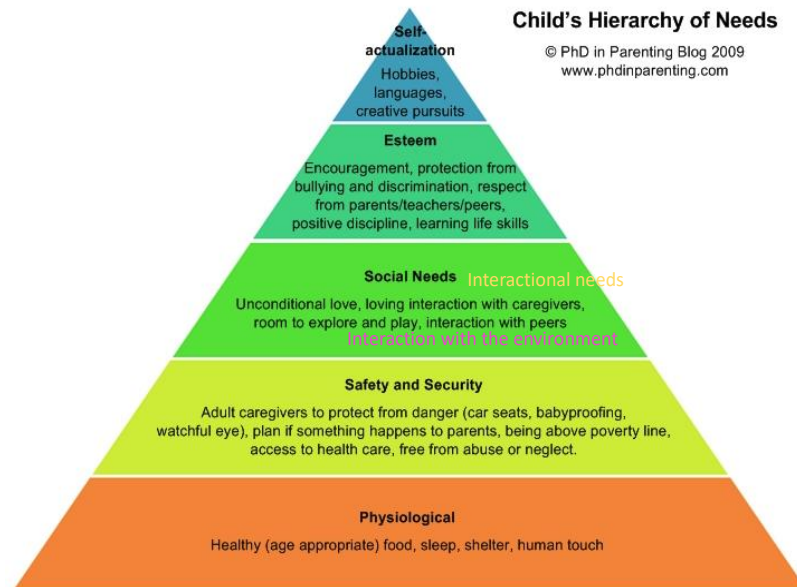 Child's Hierarchy of Needs
© PhD in Parenting Blog 2009
www.phdinparenting.com
Self-
actualization
Hobbies,
languages,
creative pursuits
Esteem
Encouragement, protection from
bullying and discrimination, respect
from parents/teachers/peers,
positive discipline, learning life skills
Social Needs Interactional needs
Unconditional love, loving interaction with caregivers,
room to explore and play, interaction with peers
Interaction with the environment
Safety and Security
Adult caregivers to protect from danger (car seats, babyproofing,
watchful eye), plan if something happens to parents, being above poverty line,
access to health care, free from abuse or neglect.
Physiological
Healthy (age appropriate) food, sleep, shelter, human touch